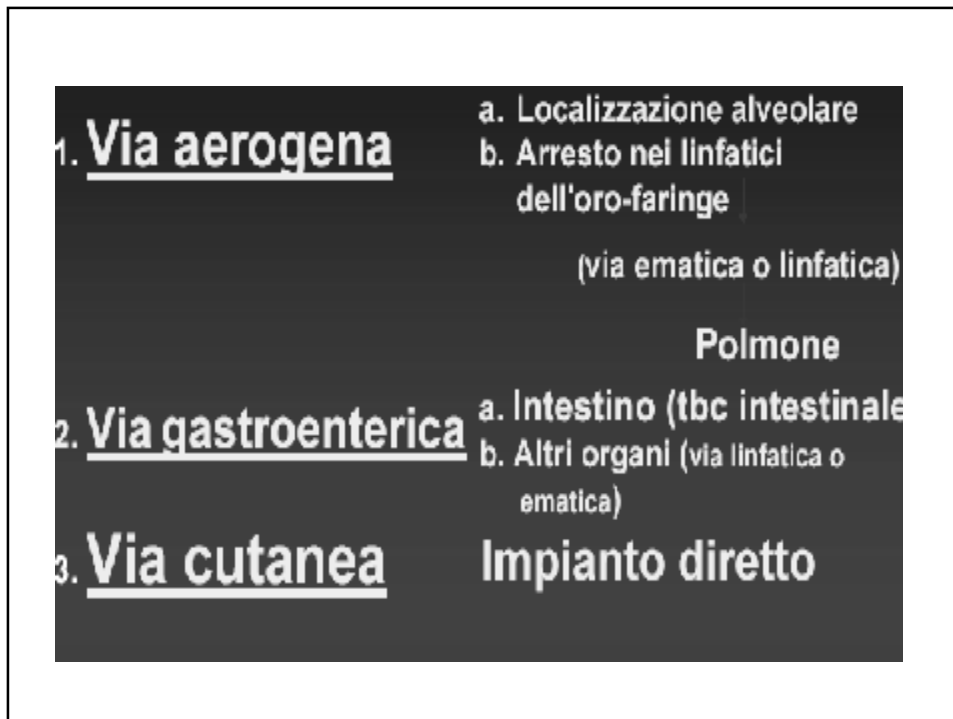 1. Via aerogena
a. Localizzazione alveolare
b. Arresto nei linfatici
dell'oro-faringe
(via ematica o linfatica)
Polmone
2. Via gastroenterica
a. Intestino (tbc intestinale
b. Altri organi (via linfatica o
ematica)
3. Via cutanea
Impianto diretto